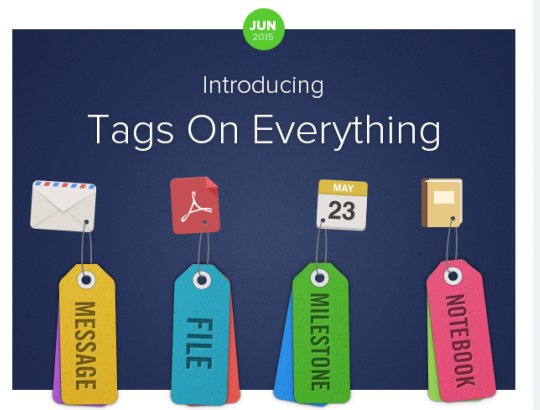 JUN
2015
Introducing
Tags On Everything
MAY
23
MESSAGE
FILE
MILESTONE
NOTEBOOK